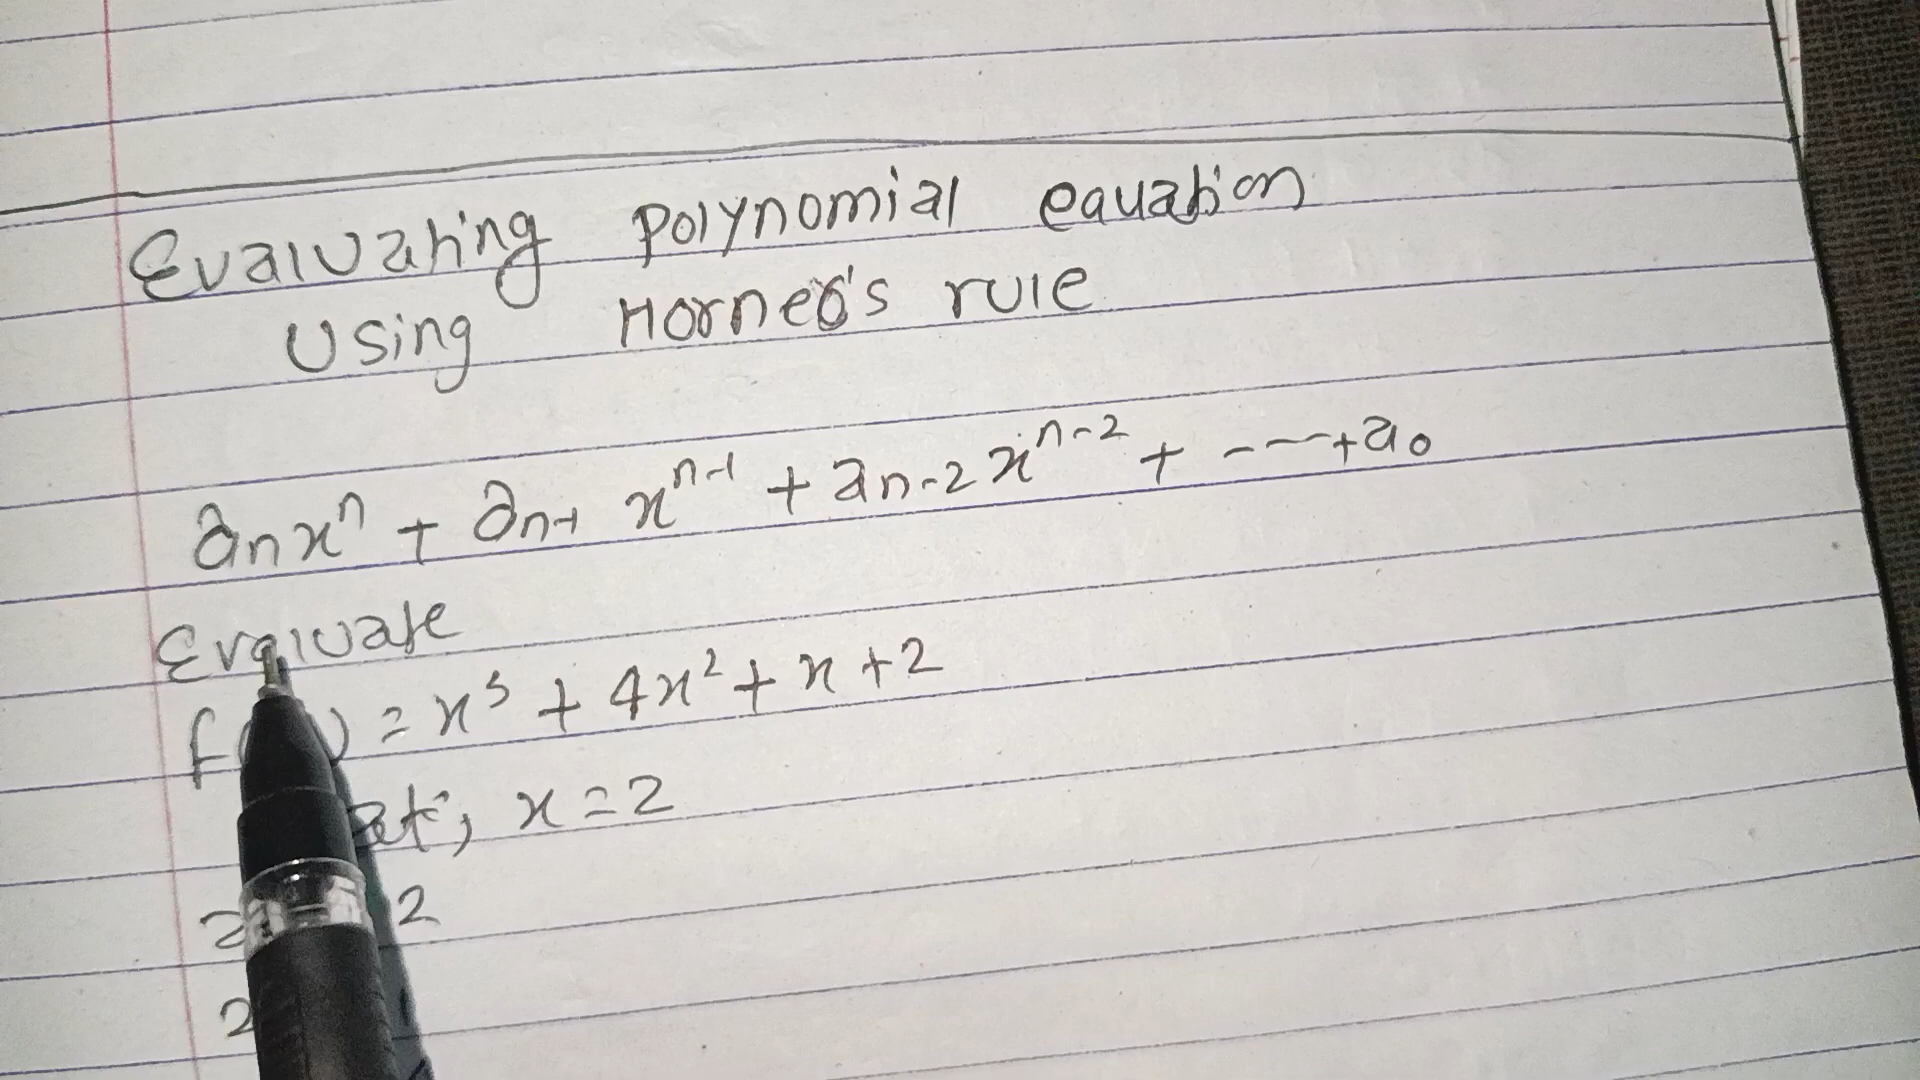 Evaluating polynomial equation
Using Horner's rule
aₙxⁿ + aₙ₋₁ xⁿ⁻¹ + aₙ₋₂ xⁿ⁻² + --- + a₀
Evaluate
= x³ + 4x² + x + 2
at; x = 2
2